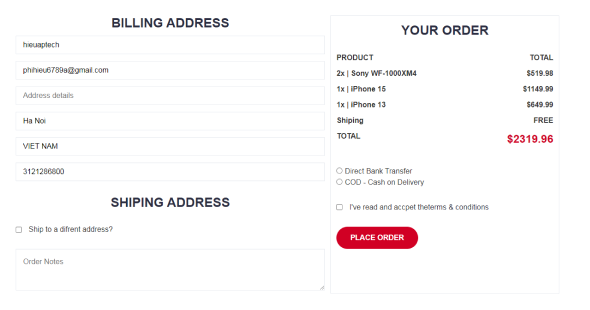 BILLING ADDRESS
hieuaptech
phihieu6789a@gmail.com
Address details
Ha Noi
VIET NAM
3121286800
SHIPING ADDRESS
Ship to a difrent address?
Order Notes
YOUR ORDER
PRODUCT TOTAL
2x | Sony WF-1000XM4 $519.98
1x | iPhone 15 $1149.99
1x | iPhone 13 $649.99
Shiping FREE
TOTAL $2319.96
Direct Bank Transfer
COD - Cash on Delivery
I've read and accpet theterms & conditions
PLACE ORDER